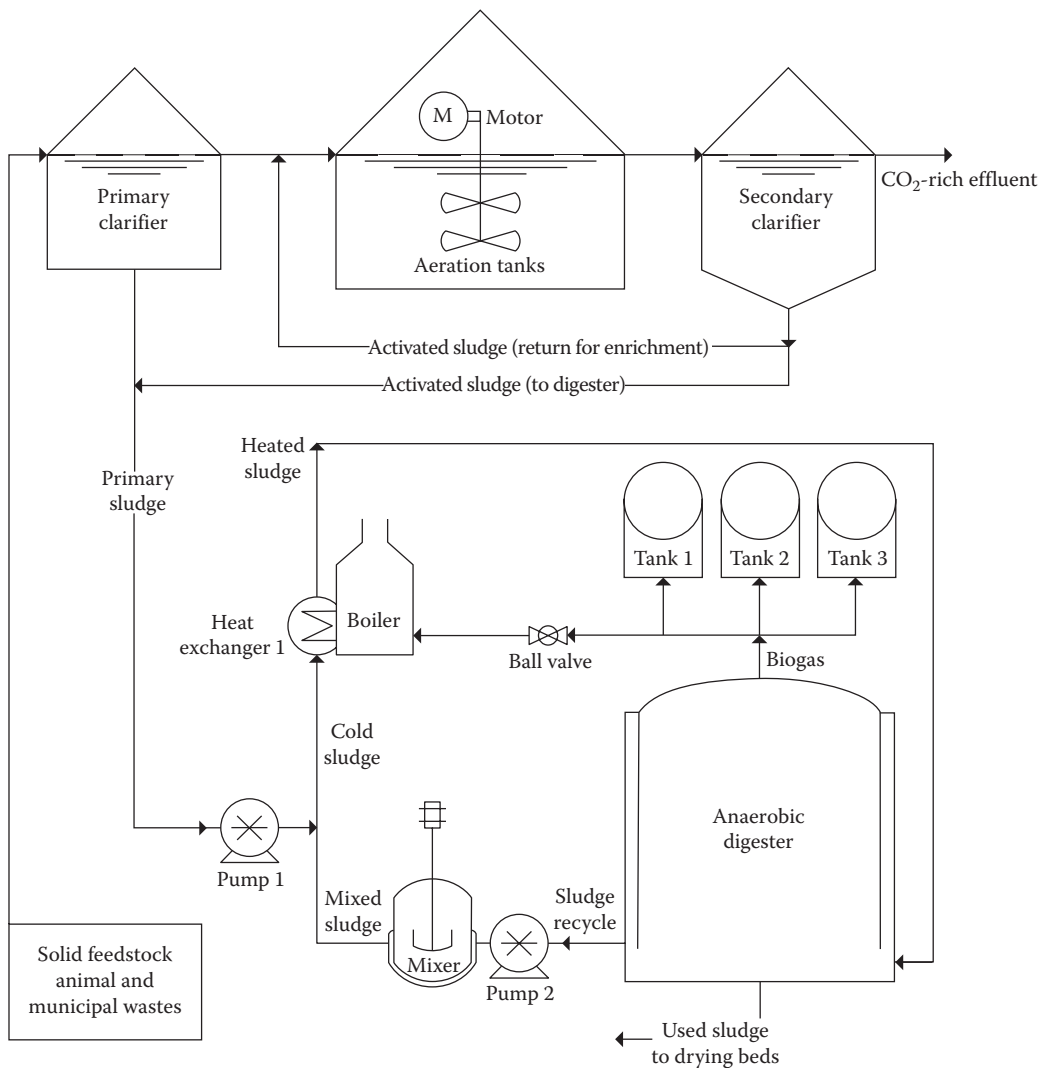 M
Motor
Primary
clarifier
Aeration tanks
Secondary
clarifier
CO₂-rich effluent
Activated sludge (return for enrichment)
Activated sludge (to digester)
Primary
sludge
Heated
sludge
Heat
exchanger 1
Boiler
Ball valve
Tank 1
Tank 2
Tank 3
Biogas
Cold
sludge
Pump 1
Mixed
sludge
Mixer
Pump 2
Sludge
recycle
Anaerobic
digester
Solid feedstock
animal and
municipal wastes
Used sludge
to drying beds